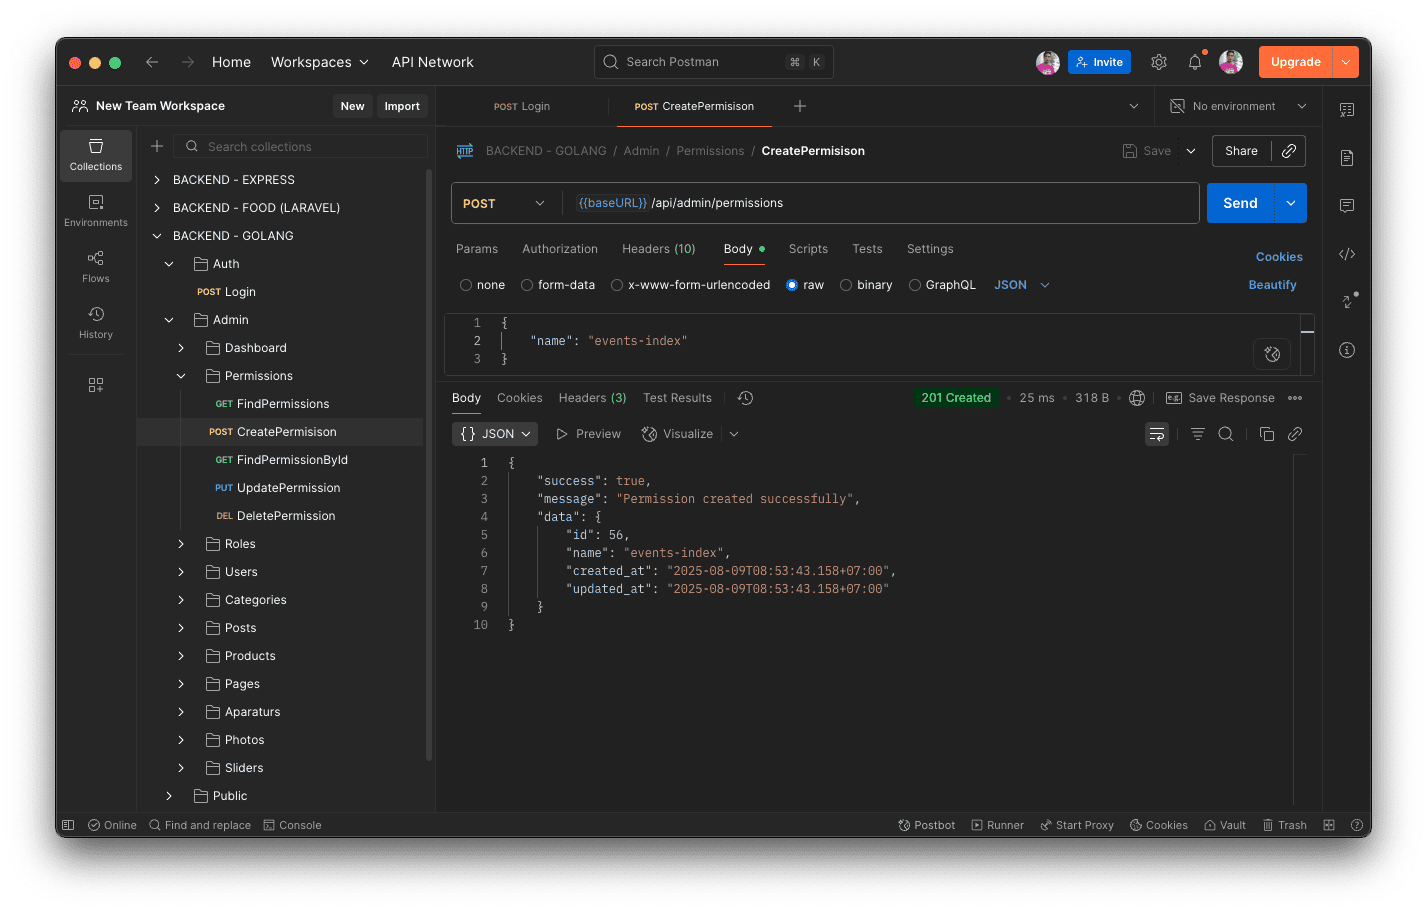 Home Workspaces API Network Search Postman ⌘ K Invite Upgrade
New Team Workspace New Import POST Login POST CreatePermisison No environment
Collections
Environments
Flows
History
Search collections
BACKEND - EXPRESS
BACKEND - FOOD (LARAVEL)
BACKEND - GOLANG
Auth
POST Login
Admin
Dashboard
Permissions
GET FindPermissions
POST CreatePermisison
GET FindPermissionById
PUT UpdatePermission
DEL DeletePermission
Roles
Users
Categories
Posts
Products
Pages
Aparaturs
Photos
Sliders
Public
HTTP BACKEND - GOLANG / Admin / Permissions / CreatePermisison Save Share
POST {{baseURL}} /api/admin/permissions Send
Params Authorization Headers (10) Body Scripts Tests Settings Cookies
none form-data x-www-form-urlencoded raw binary GraphQL JSON Beautify
1 {
2 "name": "events-index"
3 }
Body Cookies Headers (3) Test Results 201 Created 25 ms 318 B e.g. Save Response
{} JSON Preview Visualize
1 {
2 "success": true,
3 "message": "Permission created successfully",
4 "data": {
5 "id": 56,
6 "name": "events-index",
7 "created_at": "2025-08-09T08:53:43.158+07:00",
8 "updated_at": "2025-08-09T08:53:43.158+07:00"
9 }
10 }
Online Find and replace Console Postbot Runner Start Proxy Cookies Vault Trash